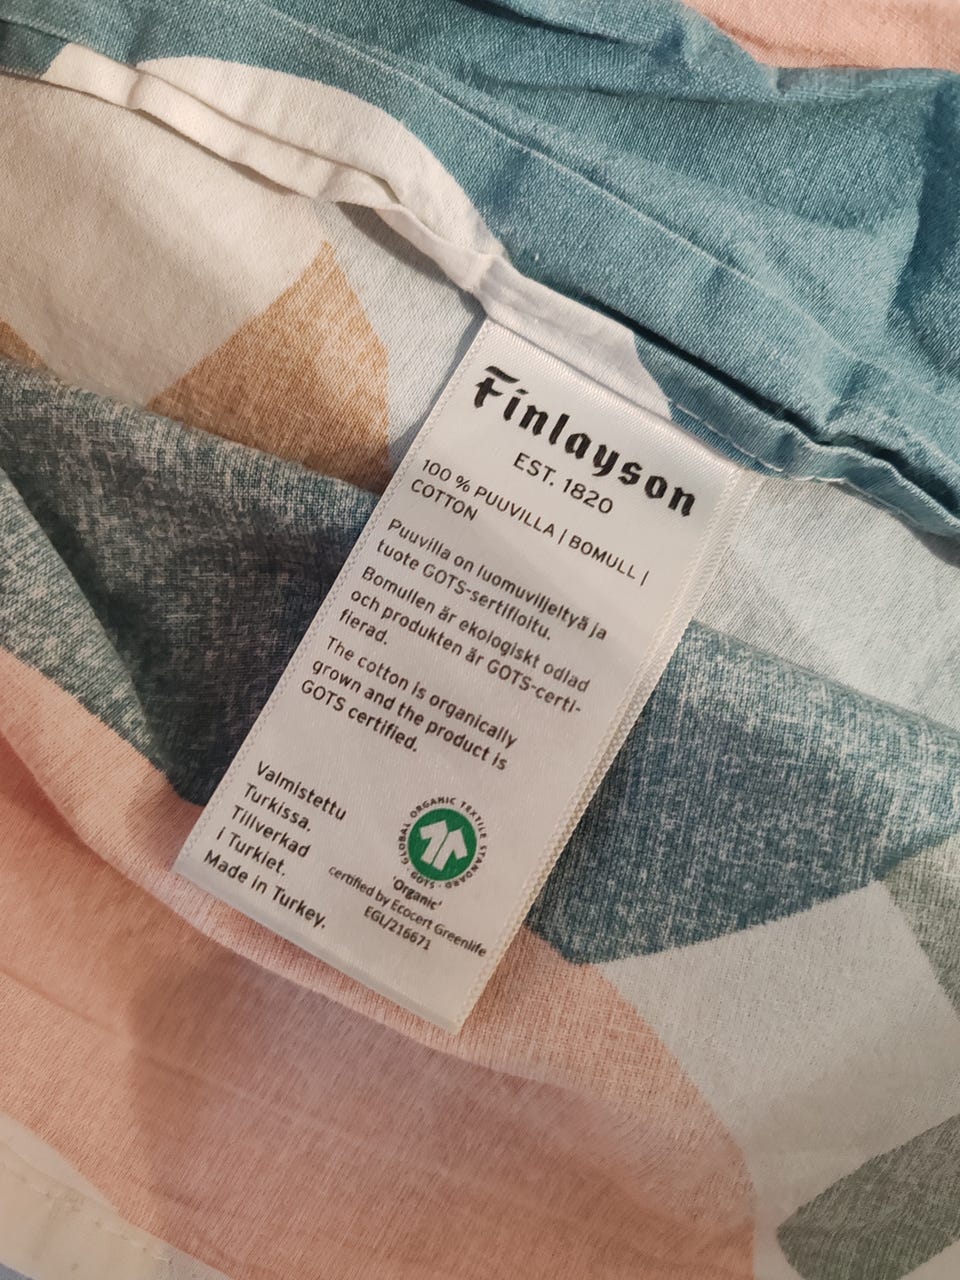 Finlayson
EST. 1820
100 % PUUVILLA | BOMULL |
COTTON
Puuvilla on luomuviljeltyä ja
tuote GOTS-sertifioitu.
Bomullen är ekologiskt odlad
och produkten är GOTS-certi-
fierad.
The cotton is organically
grown and the product is
GOTS certified.
Valmistettu
Turkissa.
Tillverkad
i Turkiet.
Made in Turkey.
GLOBAL ORGANIC TEXTILE STANDARD
· GOTS ·
'Organic'
certified by Ecocert Greenlife
EGL/216671